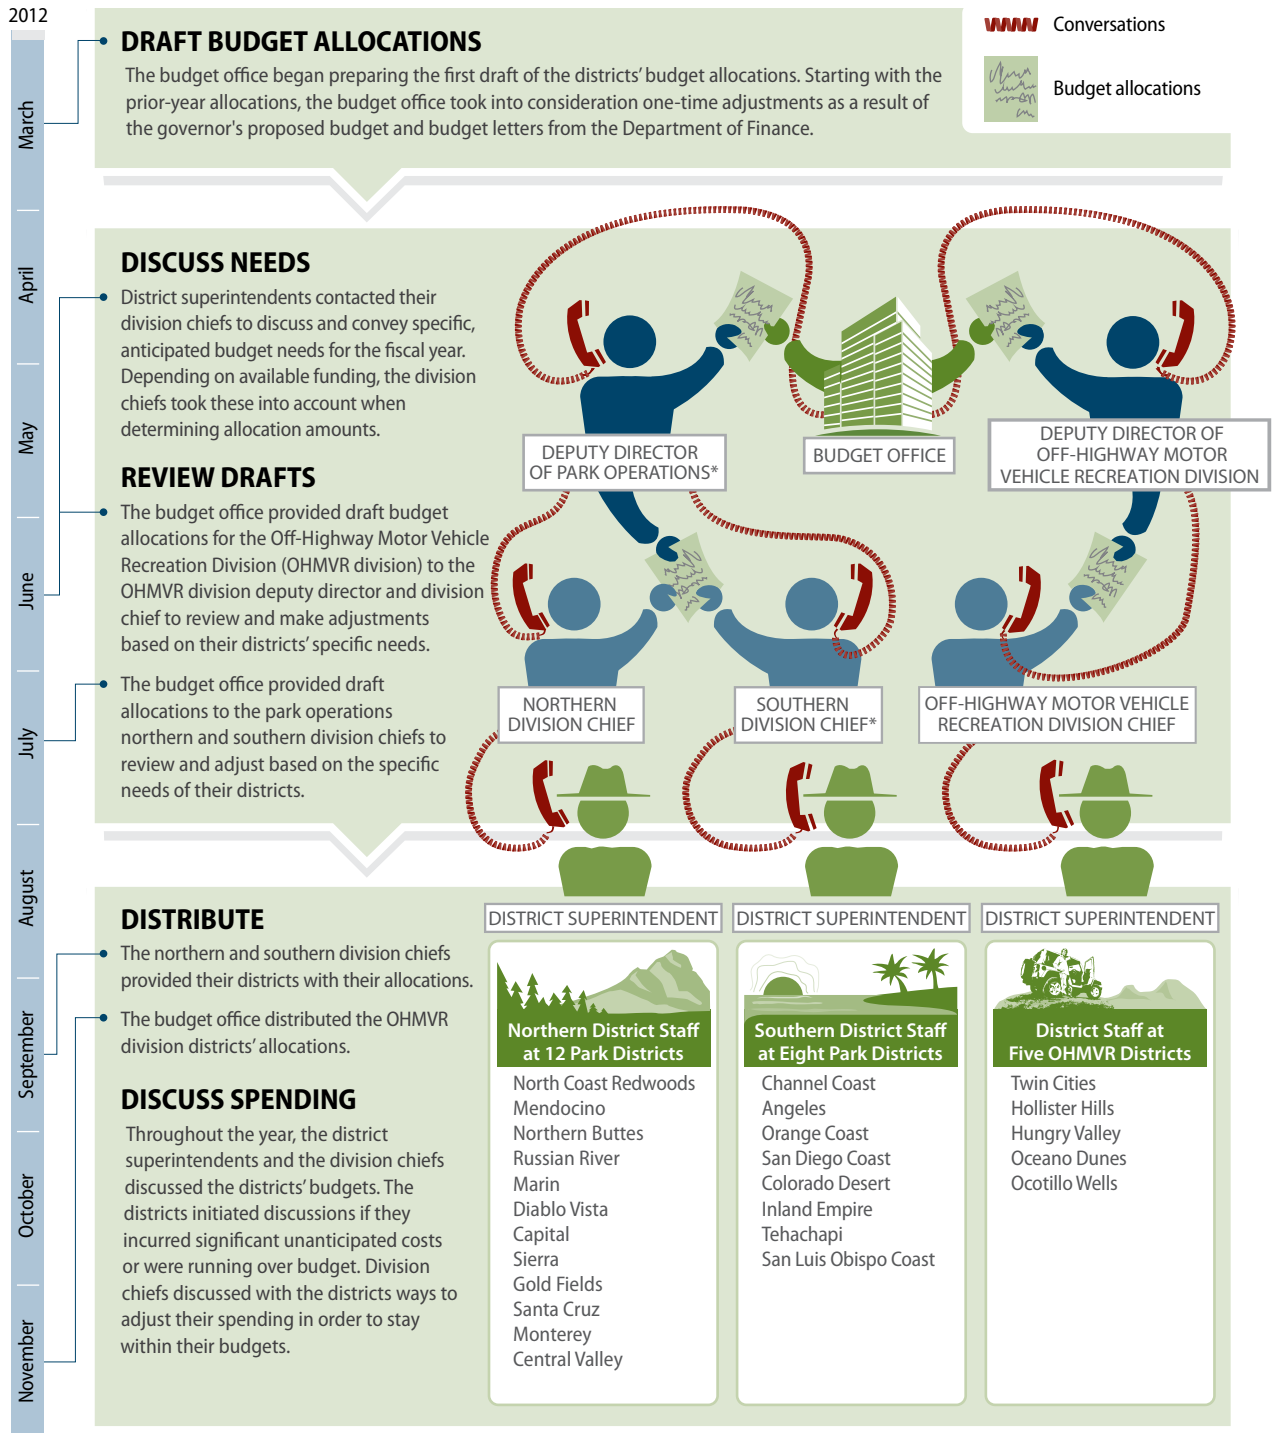 2012
March
April
May
June
July
August
September
October
November
DRAFT BUDGET ALLOCATIONS
The budget office began preparing the first draft of the districts’ budget allocations. Starting with the
prior-year allocations, the budget office took into consideration one-time adjustments as a result of
the governor's proposed budget and budget letters from the Department of Finance.
Conversations
Budget allocations
DISCUSS NEEDS
District superintendents contacted their
division chiefs to discuss and convey specific,
anticipated budget needs for the fiscal year.
Depending on available funding, the division
chiefs took these into account when
determining allocation amounts.
REVIEW DRAFTS
The budget office provided draft budget
allocations for the Off-Highway Motor Vehicle
Recreation Division (OHMVR division) to the
OHMVR division deputy director and division
chief to review and make adjustments
based on their districts’ specific needs.
The budget office provided draft
allocations to the park operations
northern and southern division chiefs to
review and adjust based on the specific
needs of their districts.
DEPUTY DIRECTOR
OF PARK OPERATIONS*
BUDGET OFFICE
DEPUTY DIRECTOR OF
OFF-HIGHWAY MOTOR
VEHICLE RECREATION DIVISION
NORTHERN
DIVISION CHIEF
SOUTHERN
DIVISION CHIEF*
OFF-HIGHWAY MOTOR VEHICLE
RECREATION DIVISION CHIEF
DISTRIBUTE
The northern and southern division chiefs
provided their districts with their allocations.
The budget office distributed the OHMVR
division districts’ allocations.
DISCUSS SPENDING
Throughout the year, the district
superintendents and the division chiefs
discussed the districts’ budgets. The
districts initiated discussions if they
incurred significant unanticipated costs
or were running over budget. Division
chiefs discussed with the districts ways to
adjust their spending in order to stay
within their budgets.
DISTRICT SUPERINTENDENT
Northern District Staff
at 12 Park Districts
North Coast Redwoods
Mendocino
Northern Buttes
Russian River
Marin
Diablo Vista
Capital
Sierra
Gold Fields
Santa Cruz
Monterey
Central Valley
DISTRICT SUPERINTENDENT
Southern District Staff
at Eight Park Districts
Channel Coast
Angeles
Orange Coast
San Diego Coast
Colorado Desert
Inland Empire
Tehachapi
San Luis Obispo Coast
DISTRICT SUPERINTENDENT
District Staff at
Five OHMVR Districts
Twin Cities
Hollister Hills
Hungry Valley
Oceano Dunes
Ocotillo Wells